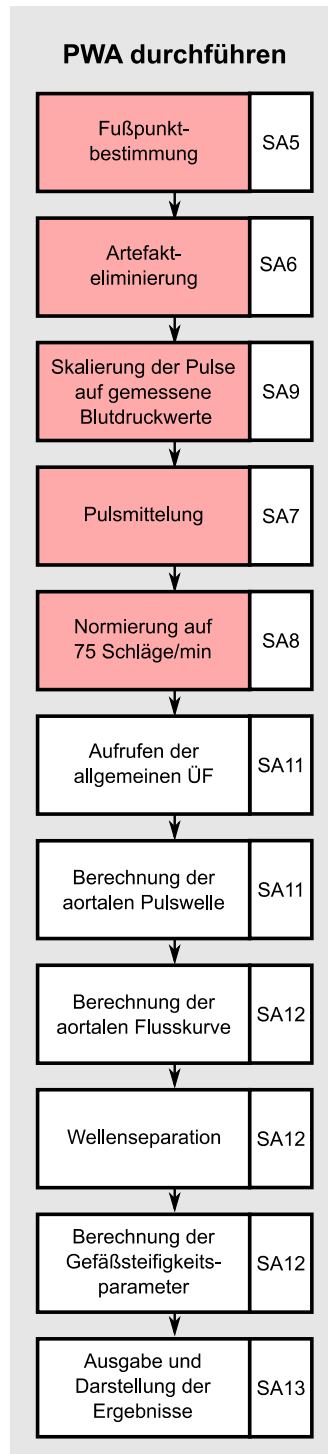 PWA durchführen
Fußpunkt-
bestimmung
SA5
Artefakt-
eliminierung
SA6
Skalierung der Pulse
auf gemessene
Blutdruckwerte
SA9
Pulsmittelung
SA7
Normierung auf
75 Schläge/min
SA8
Aufrufen der
allgemeinen ÜF
SA11
Berechnung der
aortalen Pulswelle
SA11
Berechnung der
aortalen Flusskurve
SA12
Wellenseparation
SA12
Berechnung der
Gefäßsteifigkeits-
parameter
SA12
Ausgabe und
Darstellung der
Ergebnisse
SA13